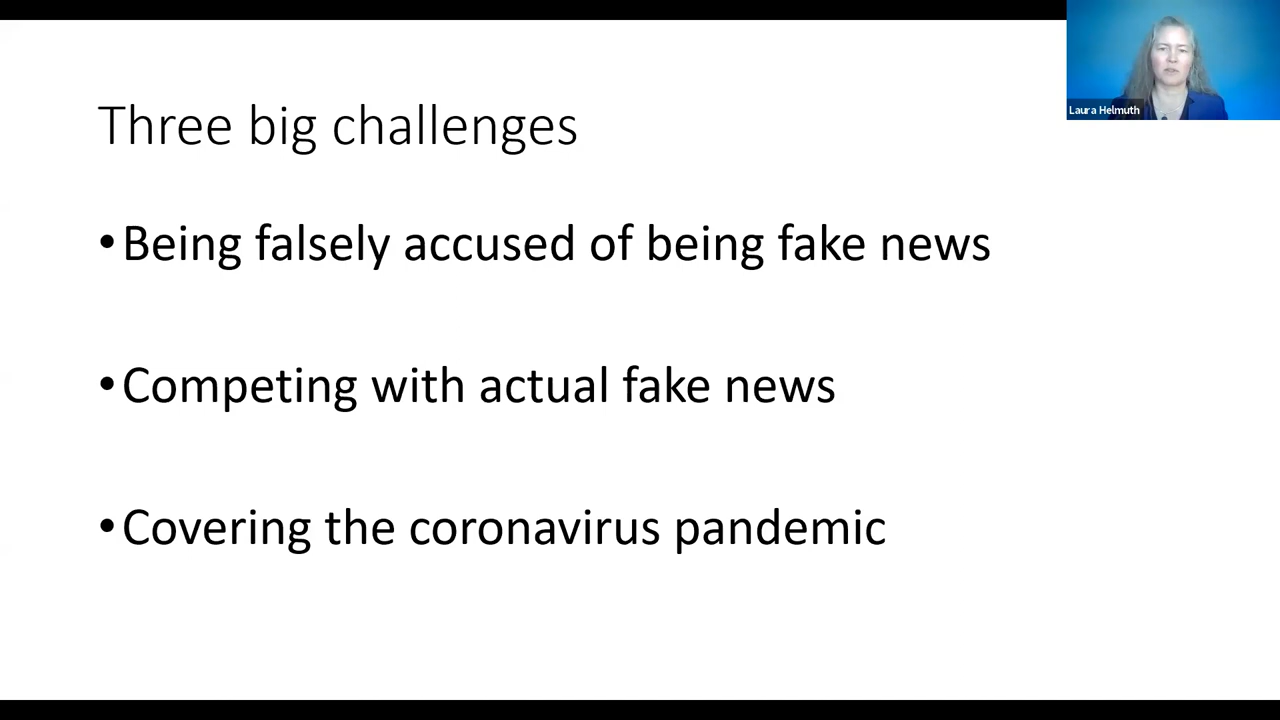 Laura Helmuth
Three big challenges
•Being falsely accused of being fake news
•Competing with actual fake news
•Covering the coronavirus pandemic